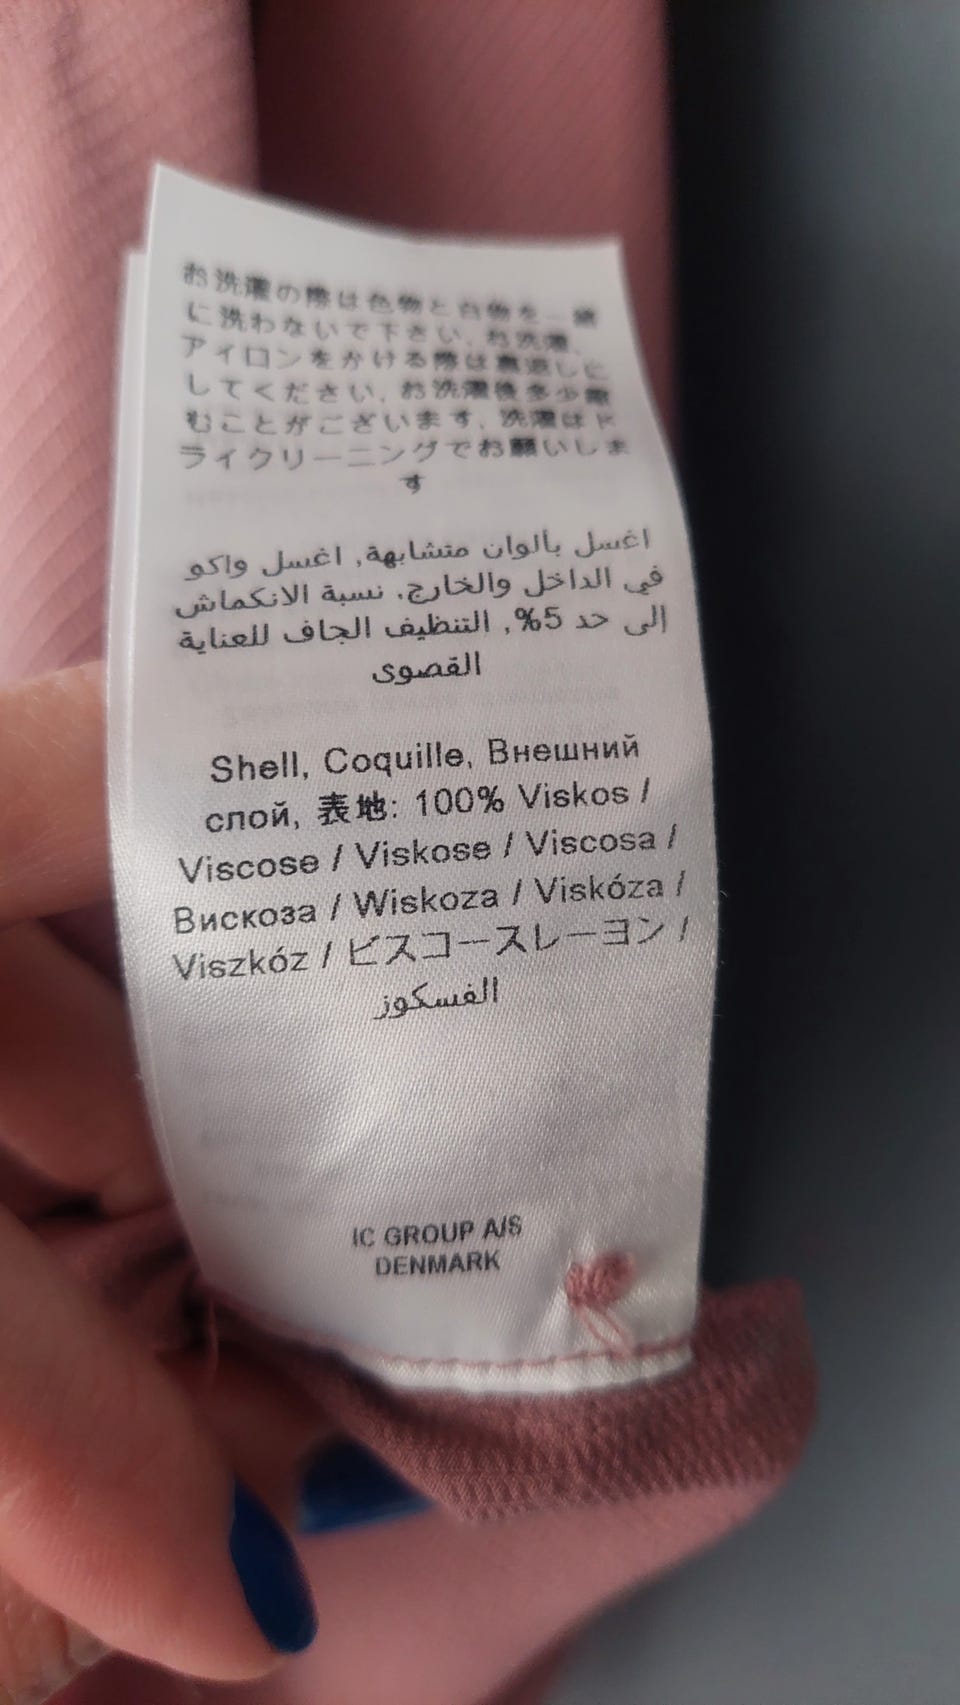 お洗濯の際は色物と白物を一緒
に洗わないで下さい. お洗濯,
アイロンをかける際は裏返しに
してください. お洗濯後多少縮
むことがございます. 洗濯はド
ライクリーニングでお願いしま
す
اغسل بألوان متشابهة, اغسل واكو
في الداخل والخارج. نسبة الانكماش
إلى حد 5%, التنظيف الجاف للعناية
القصوى
Shell, Coquille, Внешний
слой, 表地: 100% Viskos /
Viscose / Viskose / Viscosa /
Вискоза / Wiskoza / Viskóza /
Viszkóz / ビスコースレーヨン /
الفسكوز
IC GROUP A/S
DENMARK